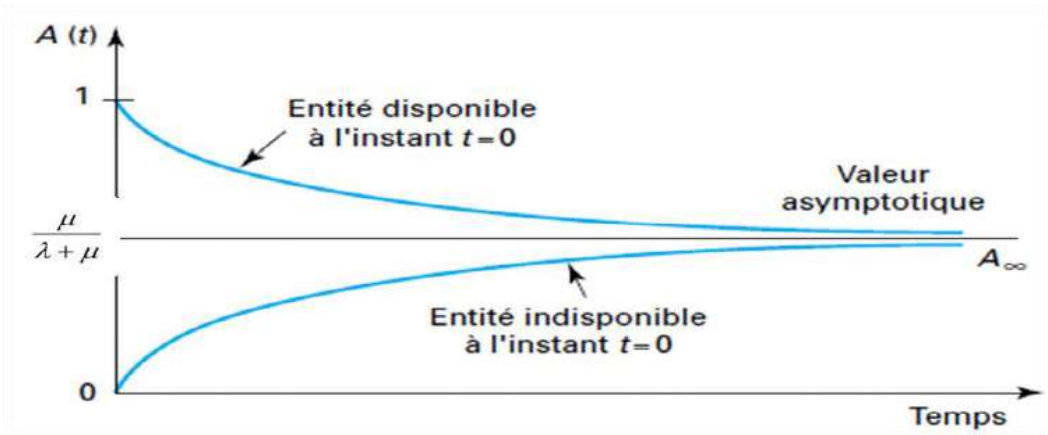 A (t)
1
Entité disponible
à l'instant t=0
Valeur
asymptotique
μ
λ + μ
A∞
Entité indisponible
à l'instant t=0
0
Temps